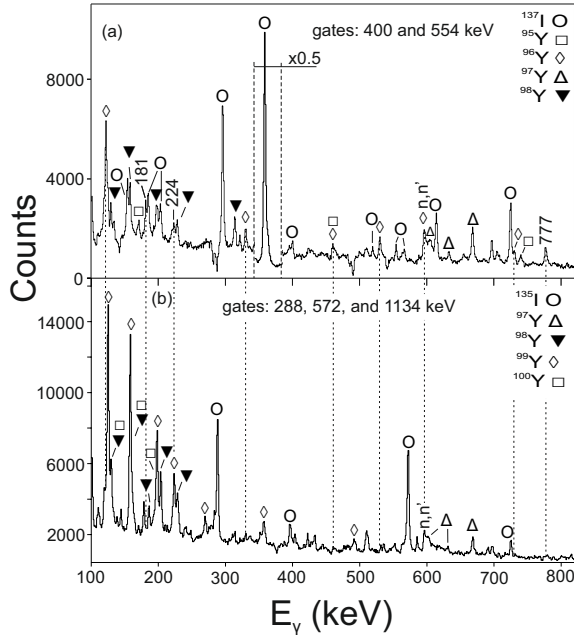 (a)
gates: 400 and 554 keV
x0.5
137I O
95Y □
96Y ◇
97Y Δ
98Y ▼
181
224
n,n'
777
8000
4000
0
Counts
(b)
gates: 288, 572, and 1134 keV
135I O
97Y Δ
98Y ▼
99Y ◇
100Y □
n,n'
14000
10000
6000
2000
100 200 300 400 500 600 700 800
Eγ (keV)